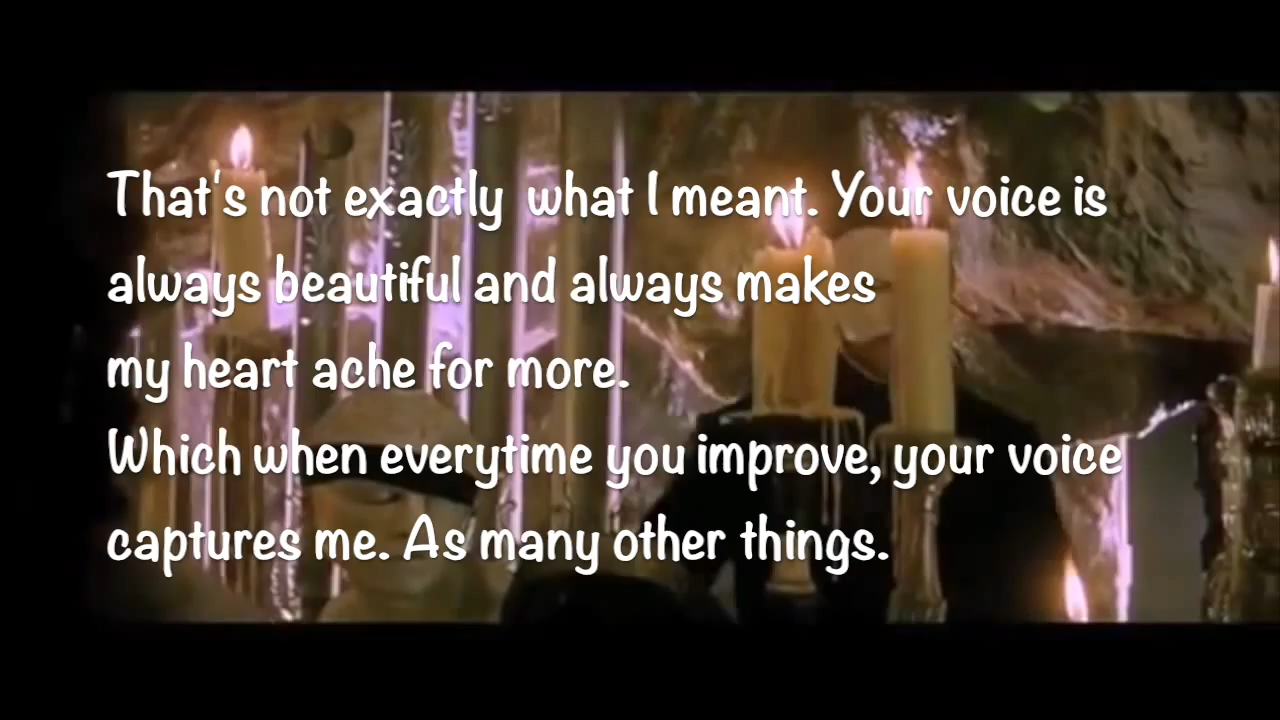 That's not exactly  what I meant. Your voice is
always beautiful and always makes
my heart ache for more.
Which when everytime you improve, your voice
captures me. As many other things.